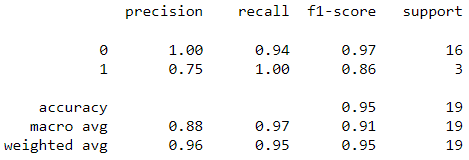 precision recall f1-score support
0 1.00 0.94 0.97 16
1 0.75 1.00 0.86 3
accuracy 0.95 19
macro avg 0.88 0.97 0.91 19
weighted avg 0.96 0.95 0.95 19